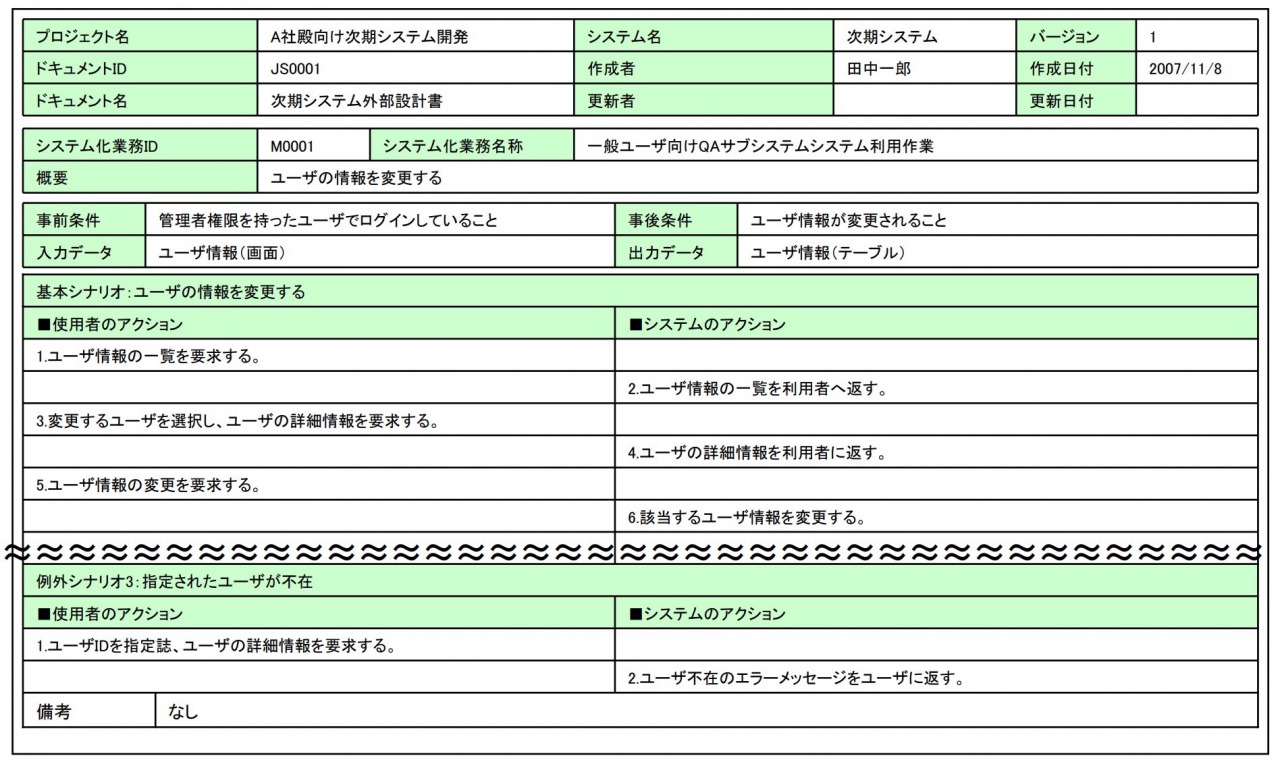 プロジェクト名 A社殿向け次期システム開発 システム名 次期システム バージョン 1
ドキュメントID JS0001 作成者 田中一郎 作成日付 2007/11/8
ドキュメント名 次期システム外部設計書 更新者 更新日付
システム化業務ID M0001 システム化業務名称 一般ユーザ向けQAサブシステムシステム利用作業
概要 ユーザの情報を変更する
事前条件 管理者権限を持ったユーザでログインしていること 事後条件 ユーザ情報が変更されること
入力データ ユーザ情報(画面) 出力データ ユーザ情報(テーブル)
基本シナリオ:ユーザの情報を変更する
■使用者のアクション ■システムのアクション
1.ユーザ情報の一覧を要求する。
2.ユーザ情報の一覧を利用者へ返す。
3.変更するユーザを選択し、ユーザの詳細情報を要求する。
4.ユーザの詳細情報を利用者に返す。
5.ユーザ情報の変更を要求する。
6.該当するユーザ情報を変更する。
例外シナリオ3:指定されたユーザが不在
■使用者のアクション ■システムのアクション
1.ユーザIDを指定誌、ユーザの詳細情報を要求する。
2.ユーザ不在のエラーメッセージをユーザに返す。
備考 なし